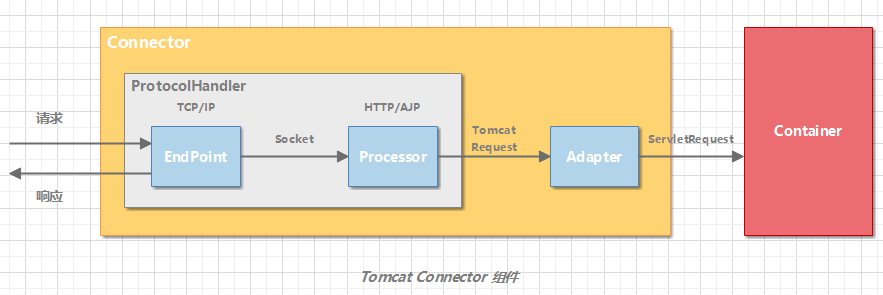 Connector
ProtocolHandler
TCP/IP
HTTP/AJP
请求
响应
EndPoint
Socket
Processor
Tomcat
Request
Adapter
ServletRequest
Container
Tomcat Connector 组件